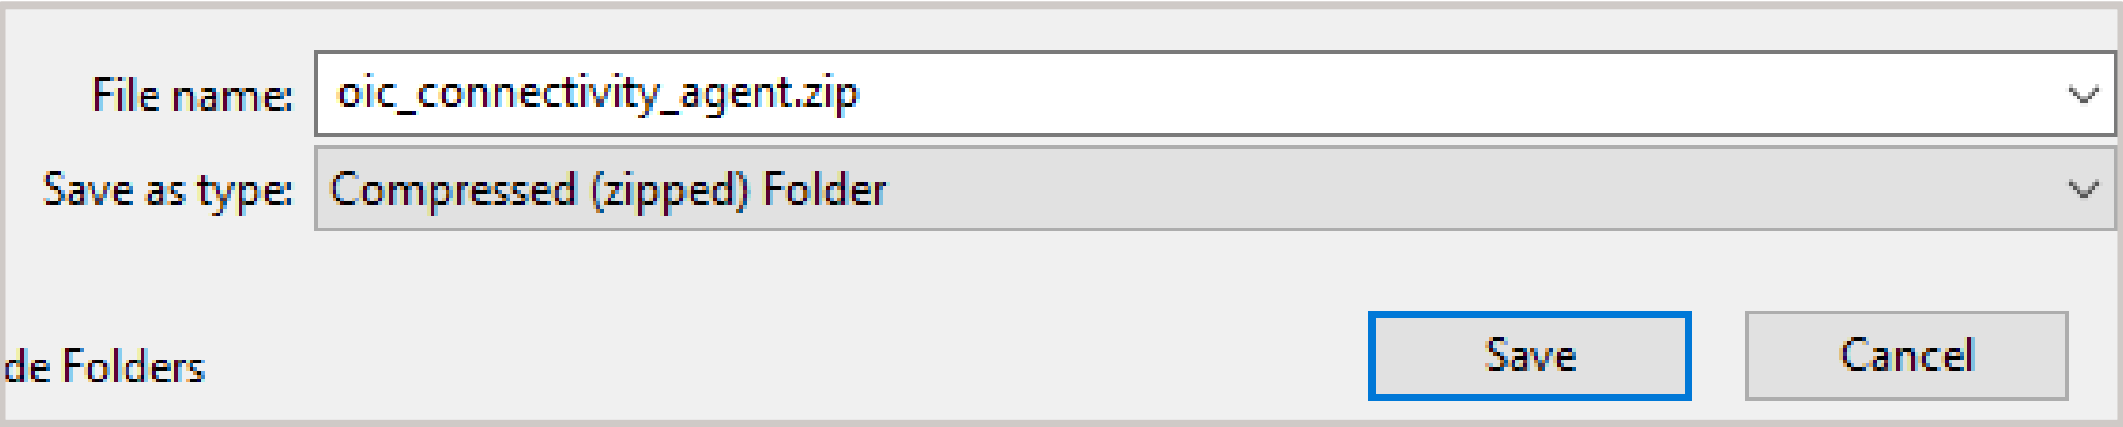 File name: oic_connectivity_agent.zip
Save as type: Compressed (zipped) Folder
de Folders Save Cancel